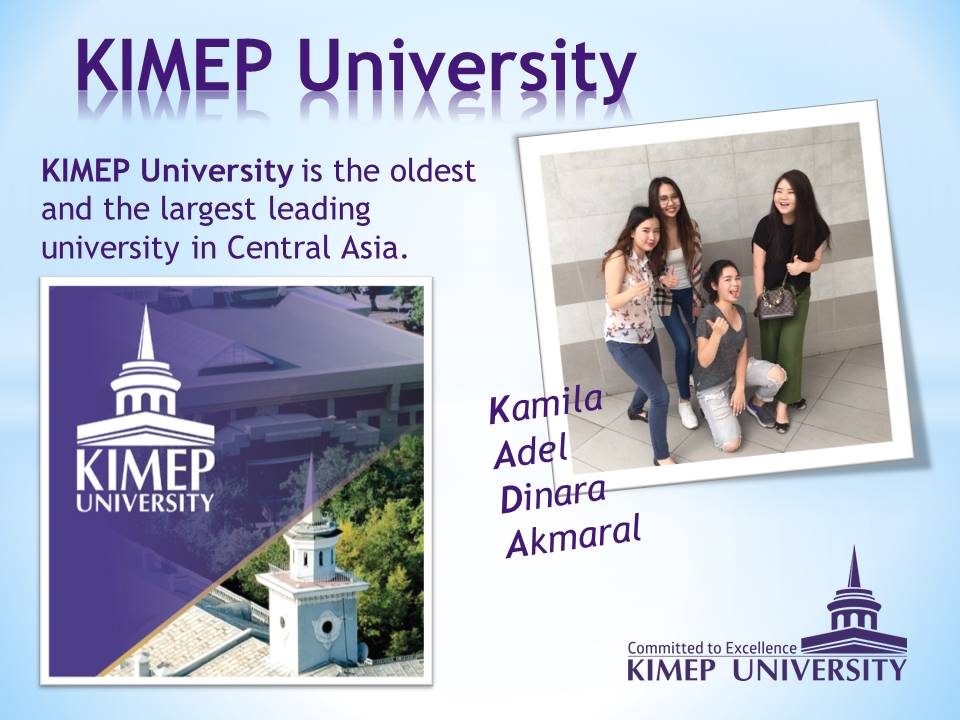 KIMEP University
KIMEP University is the oldest
and the largest leading
university in Central Asia.
KIMEP
UNIVERSITY
Kamila
Adel
Dinara
Akmaral
Committed to Excellence
KIMEP UNIVERSITY